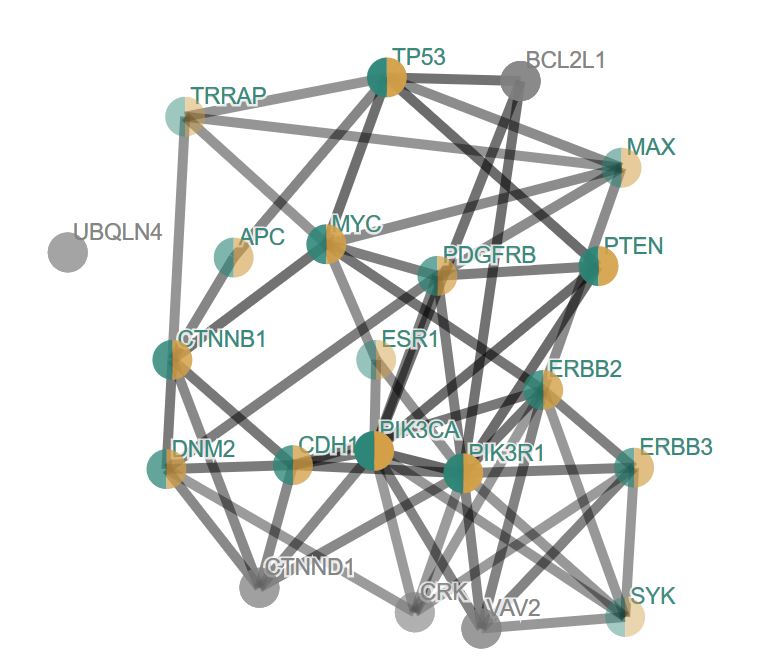 TP53
BCL2L1
TRRAP
MAX
UBQLN4
APC
MYC
PTEN
PDGFRB
CTNNB1
ESR1
ERBB2
DNM2
CDH1
PIK3CA
PIK3R1
ERBB3
CTNND1
CRK
VAV2
SYK